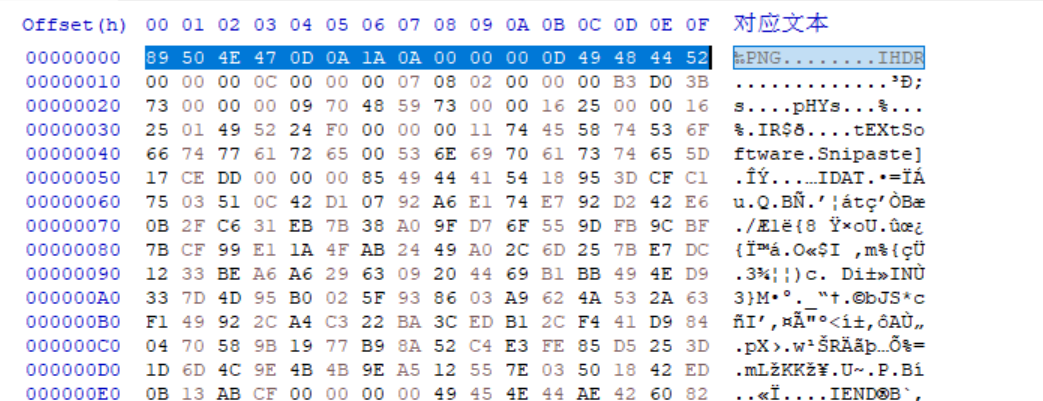 Offset(h) 00 01 02 03 04 05 06 07 08 09 0A 0B 0C 0D 0E 0F 对应文本
00000000 89 50 4E 47 0D 0A 1A 0A 00 00 00 0D 49 48 44 52 ‰PNG........IHDR
00000010 00 00 00 0C 00 00 00 07 08 02 00 00 00 B3 D0 3B .............³Ð;
00000020 73 00 00 00 09 70 48 59 73 00 00 16 25 00 00 16 s....pHYs...%...
00000030 25 01 49 52 24 F0 00 00 00 11 74 45 58 74 53 6F %.IR$ð....tEXtSo
00000040 66 74 77 61 72 65 00 53 6E 69 70 61 73 74 65 5D ftware.Snipaste]
00000050 17 CE DD 00 00 00 85 49 44 41 54 18 95 3D CF C1 .ÎÝ...…IDAT.•=ÏÁ
00000060 75 03 51 0C 42 D1 07 92 A6 E1 74 E7 92 D2 42 E6 u.Q.BÑ.’¦átç’ÒBæ
00000070 0B 2F C6 31 EB 7B 38 A0 9F D7 6F 55 9D FB 9C BF ./Æ1ë{8 Ÿ×oU.ûœ¿
00000080 7B CF 99 E1 1A 4F AB 24 49 A0 2C 6D 25 7B E7 DC {Ï™á.O«$I ,m%{çÜ
00000090 12 33 BE A6 A6 29 63 09 20 44 69 B1 BB 49 4E D9 .3¾¦¦)c. Di±»INÙ
000000A0 33 7D 4D 95 B0 02 5F 93 86 03 A9 62 4A 53 2A 63 3}M•°._“†.©bJS*c
000000B0 F1 49 92 2C A4 C3 22 BA 3C ED B1 2C F4 41 D9 84 ñI’,¤Ã"º<í±,ôAÙ„
000000C0 04 70 58 9B 19 77 B9 8A 52 C4 E3 FE 85 D5 25 3D .pX›.w¹ŠRÄãþ…Õ%=
000000D0 1D 6D 4C 9E 4B 4B 9E A5 12 55 7E 03 50 18 42 ED .mLžKKž¥.U~.P.Bí
000000E0 0B 13 AB CF 00 00 00 00 49 45 4E 44 AE 42 60 82 ..«Ï....IEND®B`‚